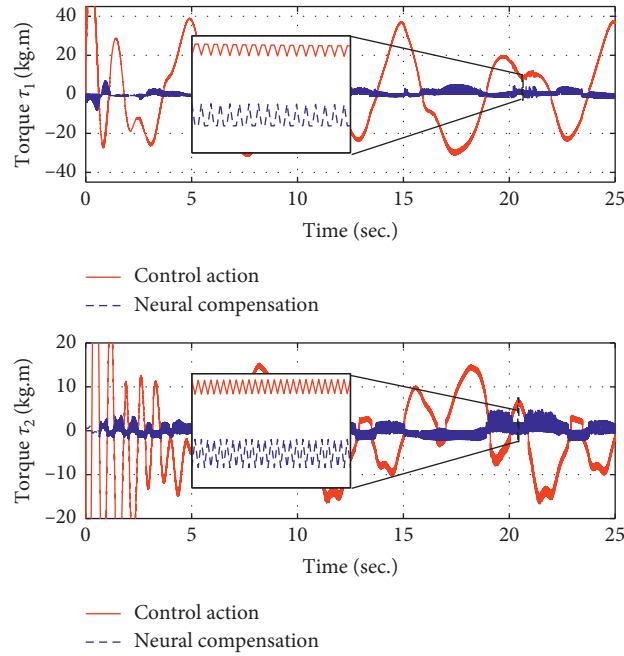 40
20
0
−20
−40
Torque τ1 (kg.m)
0 5 10 15 20 25
Time (sec.)
Control action
Neural compensation
20
10
0
−10
−20
Torque τ2 (kg.m)
0 5 10 15 20 25
Time (sec.)
Control action
Neural compensation